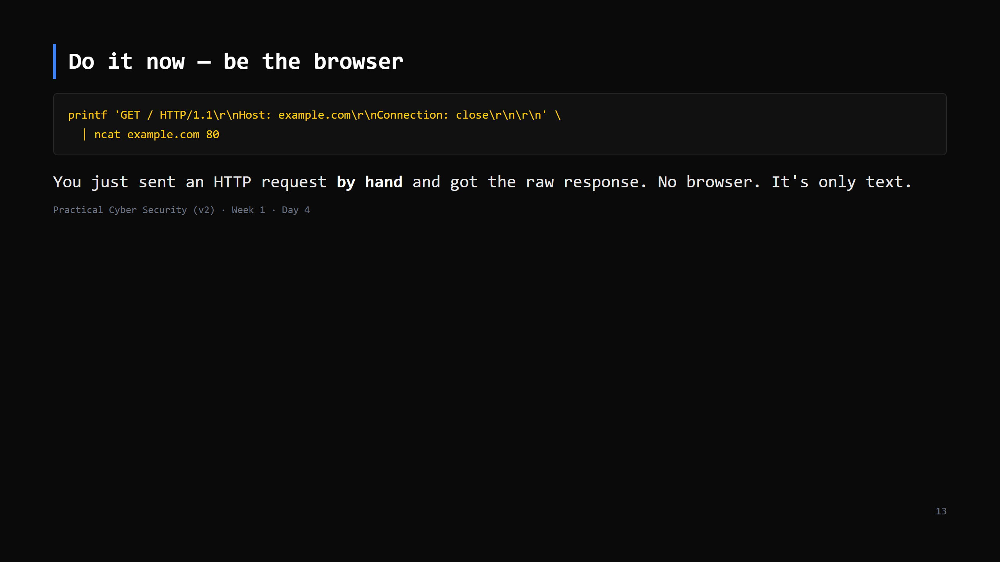 Do it now — be the browser
printf 'GET / HTTP/1.1\r\nHost: example.com\r\nConnection: close\r\n\r\n' \
  | ncat example.com 80
You just sent an HTTP request by hand and got the raw response. No browser. It's only text.
Practical Cyber Security (v2) · Week 1 · Day 4
13